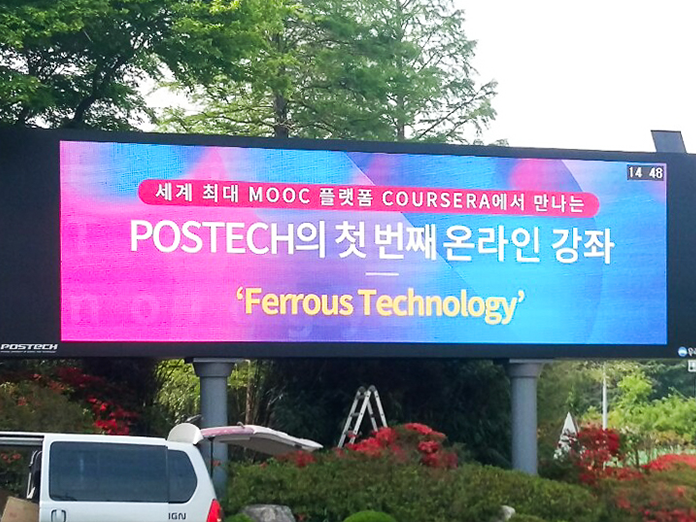 14 48
세계 최대 MOOC 플랫폼 COURSERA에서 만나는
POSTECH의 첫 번째 온라인 강좌
‘Ferrous Technology’
POSTECH
IGN